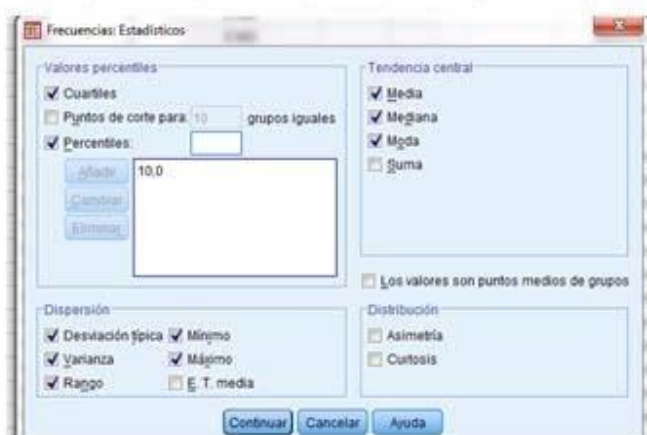 Frecuencias: Estadísticos
Valores percentiles
Cuartiles
Puntos de corte para: 10 grupos iguales
Percentiles:
Añadir
Cambiar
Eliminar
10,0
Tendencia central
Media
Mediana
Moda
Suma
Los valores son puntos medios de grupos
Dispersión
Desviación típica Mínimo
Varianza Máximo
Rango E. T. media
Distribución
Asimetría
Curtosis
Continuar Cancelar Ayuda